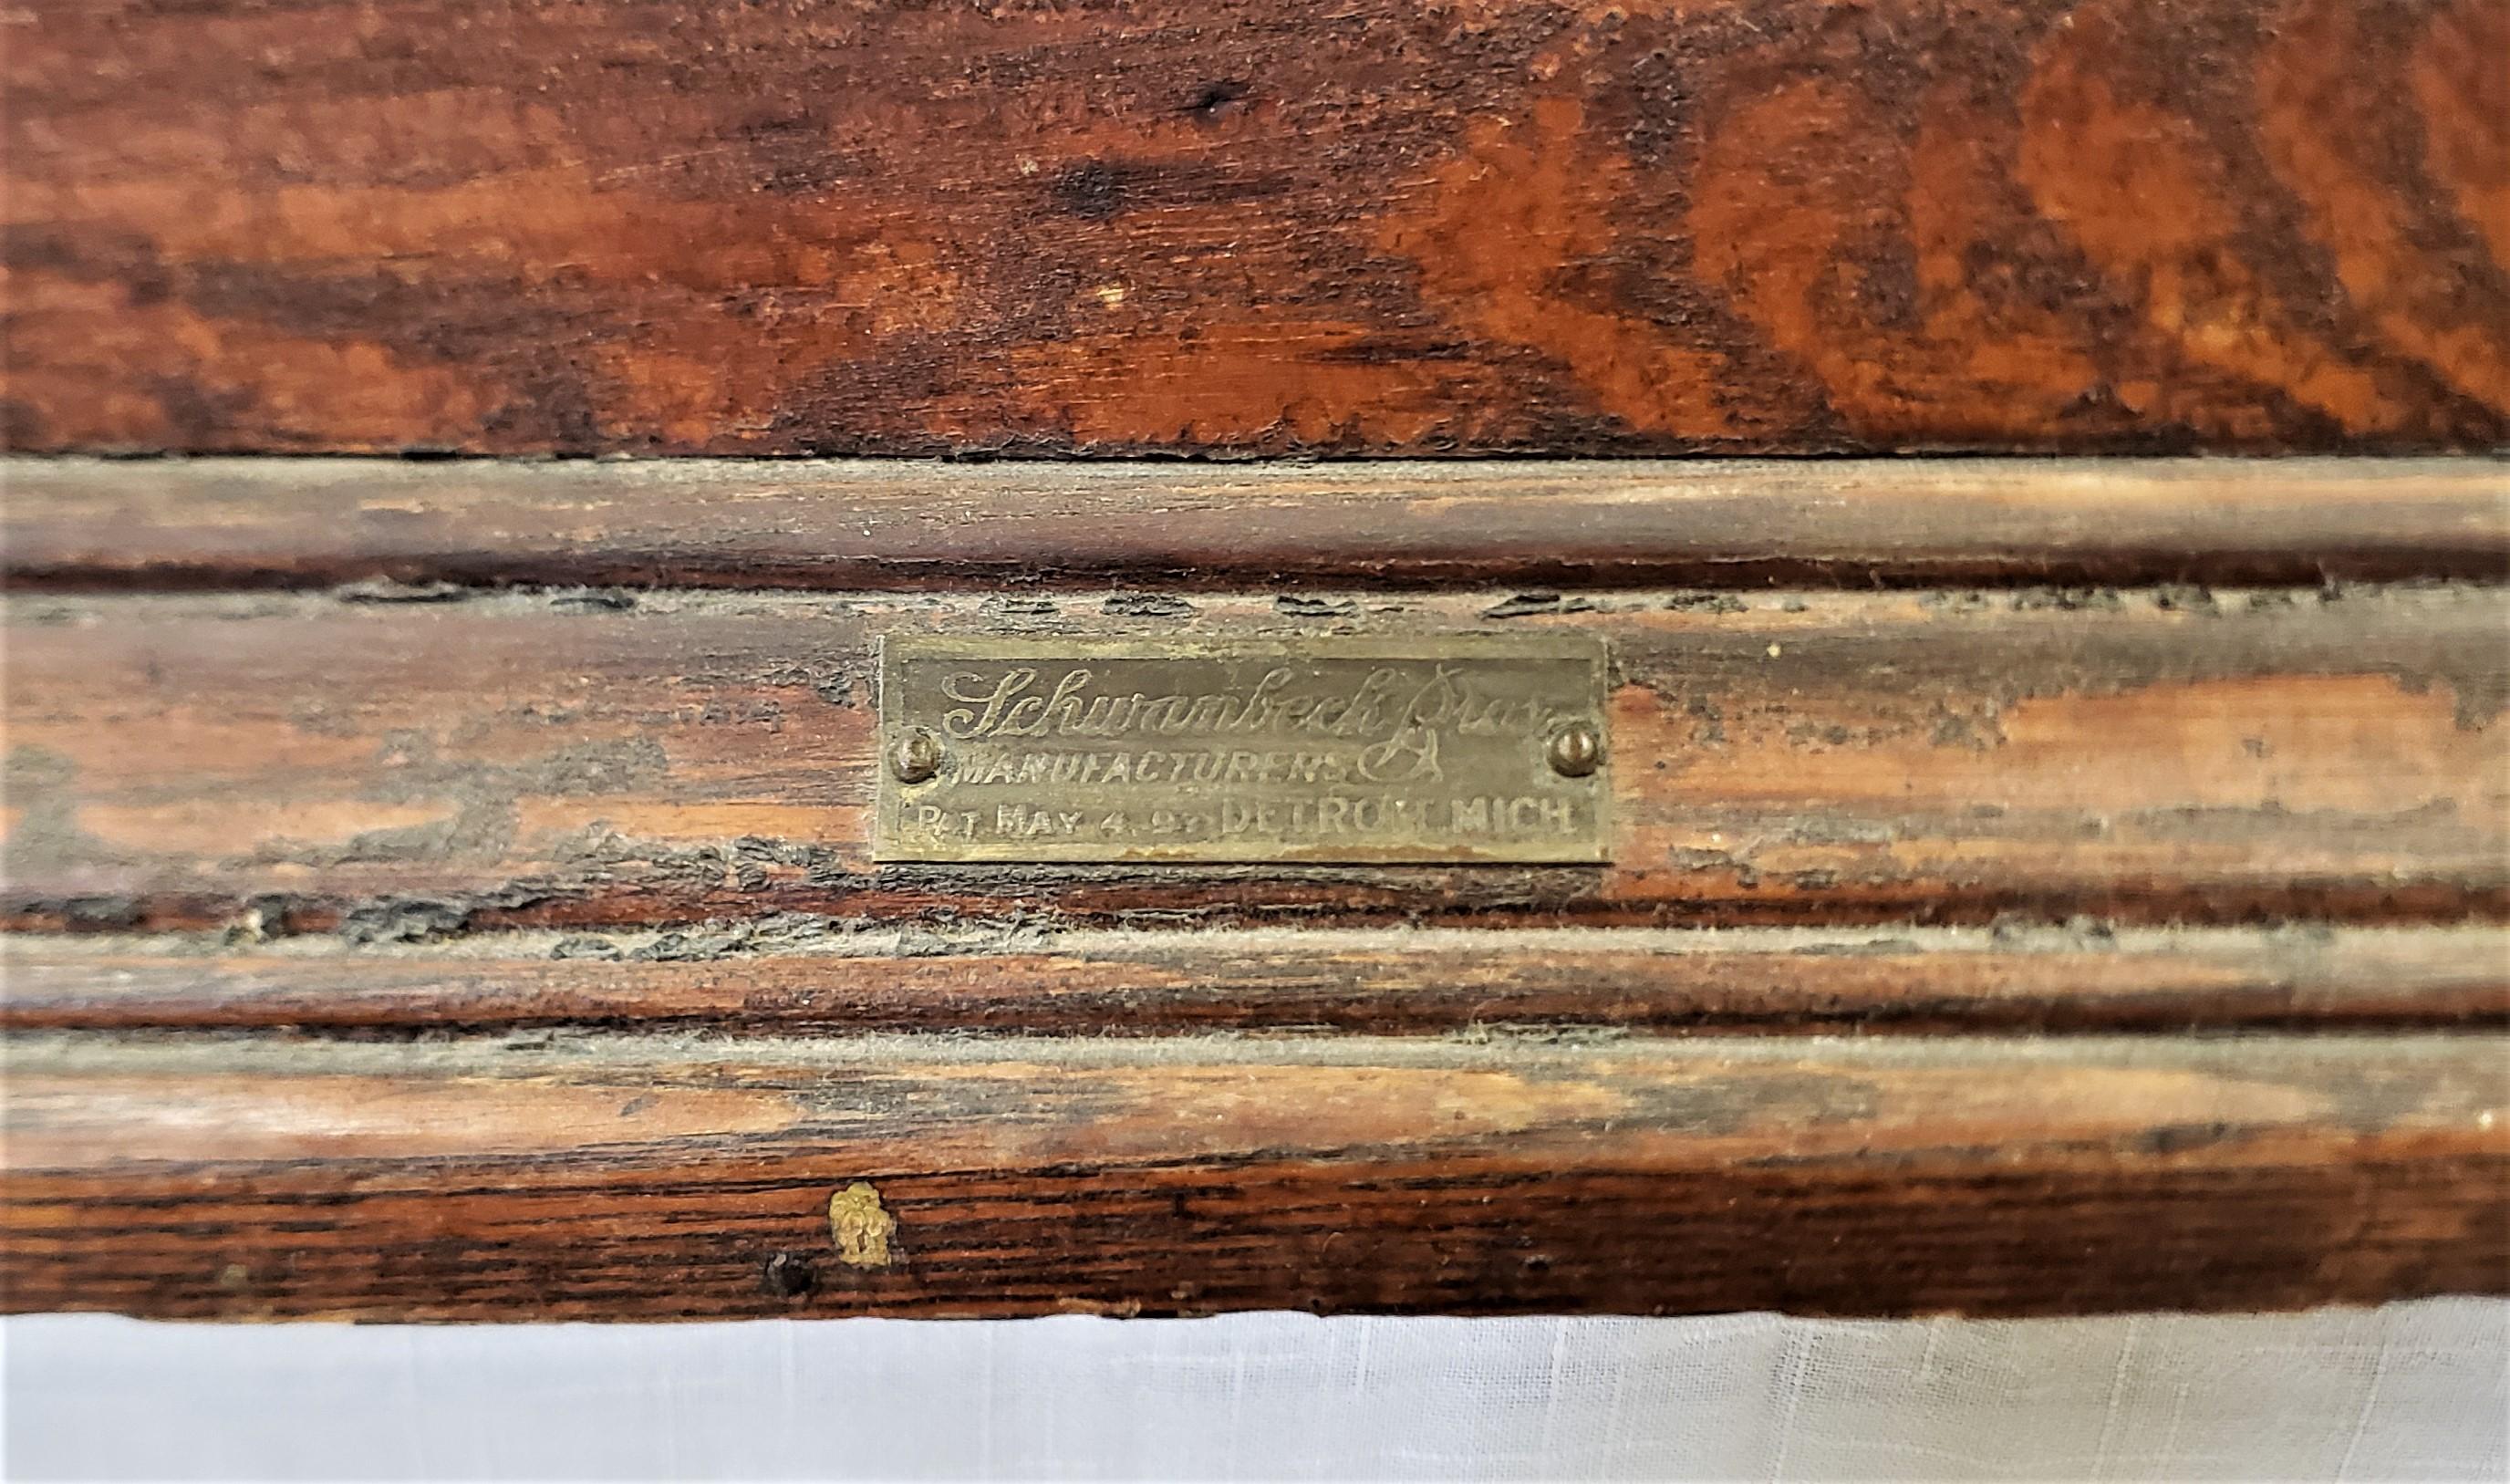 Schwanbeck Bros.
MANUFACTURERS
PAT. MAY 4. 97 DETROIT. MICH.